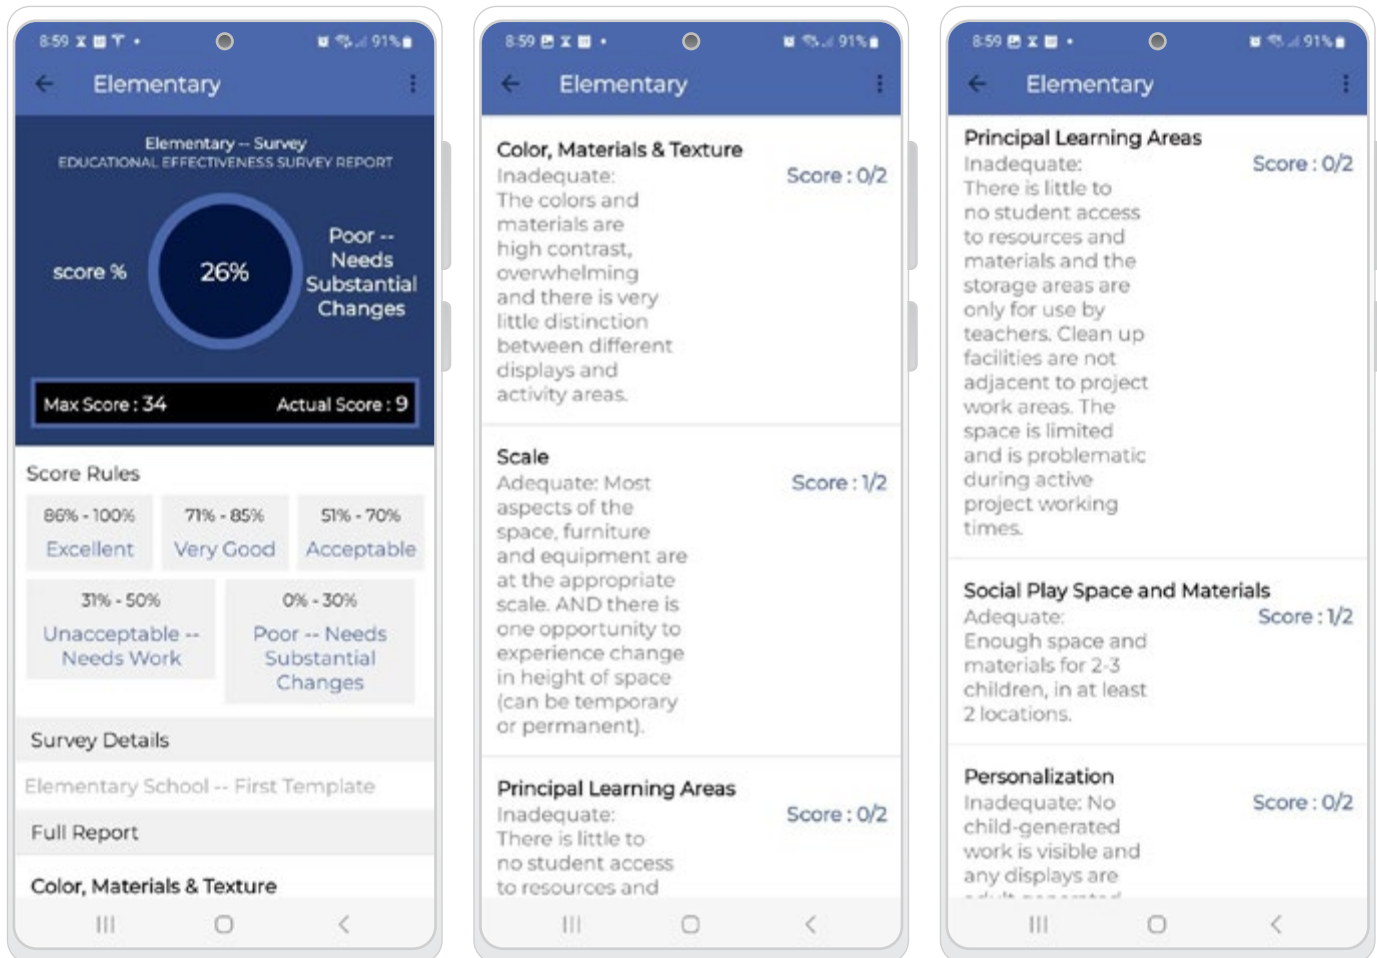 8:59
91%
Elementary
Elementary -- Survey
EDUCATIONAL EFFECTIVENESS SURVEY REPORT
score %
26%
Poor --
Needs
Substantial
Changes
Max Score : 34
Actual Score : 9
Score Rules
86% - 100%
Excellent
71% - 85%
Very Good
51% - 70%
Acceptable
31% - 50%
Unacceptable --
Needs Work
0% - 30%
Poor -- Needs
Substantial
Changes
Survey Details
Elementary School -- First Template
Full Report
Color, Materials & Texture
8:59
91%
Elementary
Color, Materials & Texture
Inadequate:
Score : 0/2
The colors and
materials are
high contrast,
overwhelming
and there is very
little distinction
between different
displays and
activity areas.
Scale
Adequate: Most
Score : 1/2
aspects of the
space, furniture
and equipment are
at the appropriate
scale. AND there is
one opportunity to
experience change
in height of space
(can be temporary
or permanent).
Principal Learning Areas
Inadequate:
Score : 0/2
There is little to
no student access
to resources and
8:59
91%
Elementary
Principal Learning Areas
Inadequate:
Score : 0/2
There is little to
no student access
to resources and
materials and the
storage areas are
only for use by
teachers. Clean up
facilities are not
adjacent to project
work areas. The
space is limited
and is problematic
during active
project working
times.
Social Play Space and Materials
Adequate:
Score : 1/2
Enough space and
materials for 2-3
children, in at least
2 locations.
Personalization
Inadequate: No
Score : 0/2
child-generated
work is visible and
any displays are